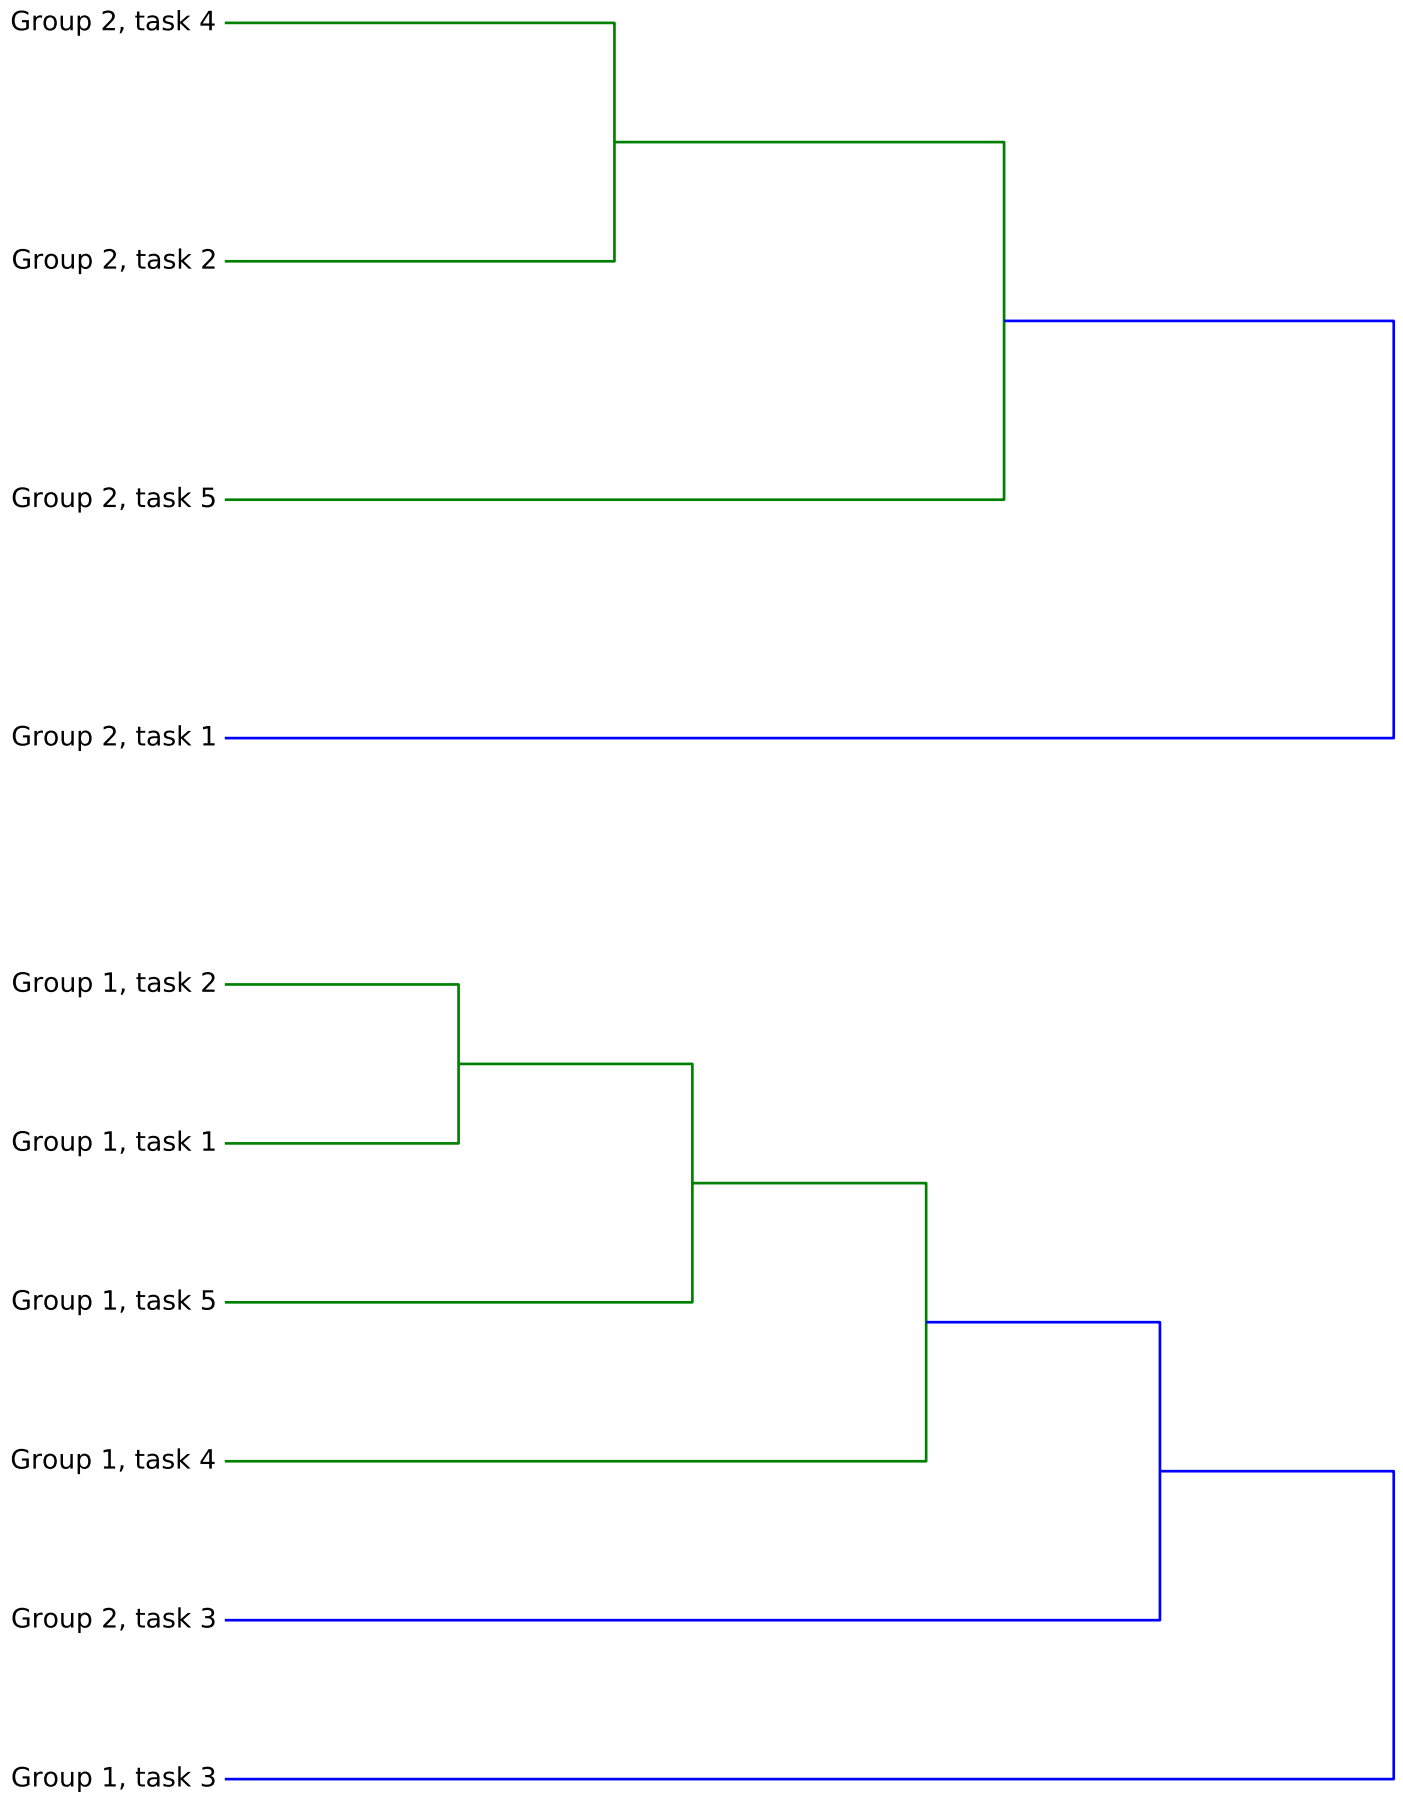 Group 2, task 4
Group 2, task 2
Group 2, task 5
Group 2, task 1
Group 1, task 2
Group 1, task 1
Group 1, task 5
Group 1, task 4
Group 2, task 3
Group 1, task 3